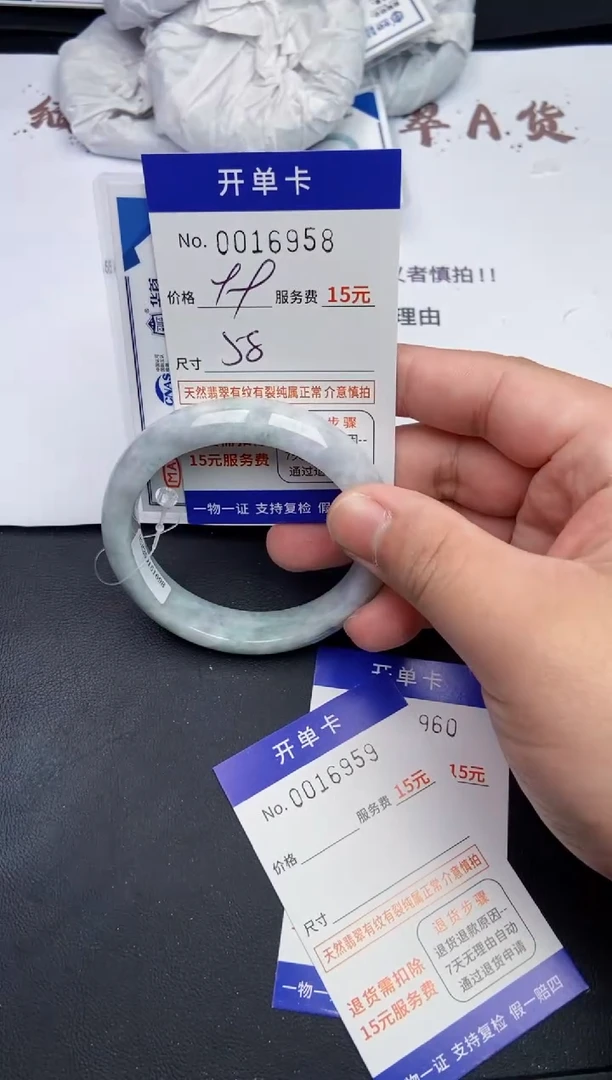 翠A.货
义者慎拍!!
理由
开单卡
No. 0016958
价格 服务费 15元
尺寸 58
天然翡翠有纹有裂纯属正常 介意慎拍
步骤
15元服务费
通过退
一物一证 支持复检 假
CNAS
开单卡
960
15元
开单卡
No. 0016959
价格 服务费 15元
尺寸
天然翡翠有纹有裂纯属正常 介意慎拍
退货需扣除
15元服务费
退货步骤
退货退款原因--
7天无理由自动
通过退货申请
一物一
物一证 支持复检 假一赔四